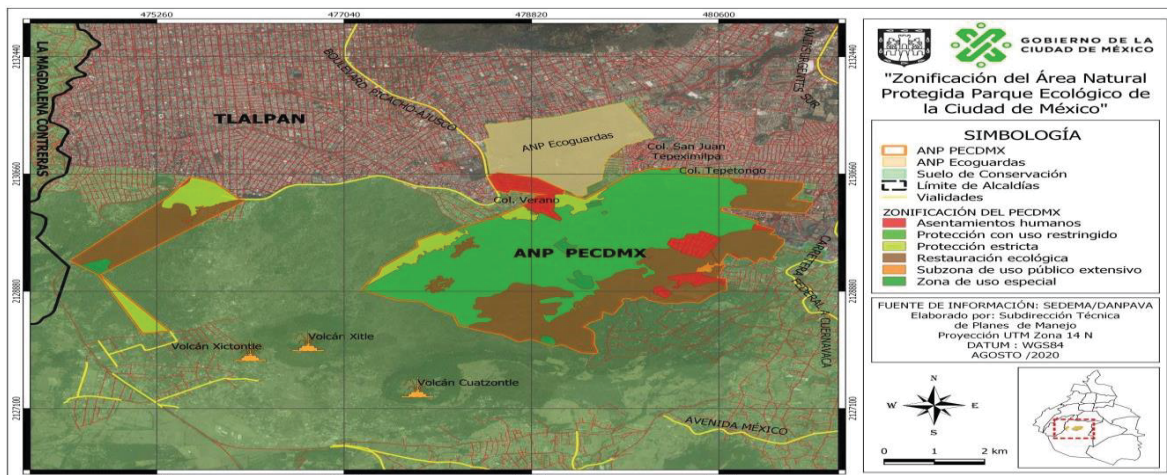 475260
477040
478820
480600
2132440
2130660
2128880
2127100
LA MAGDALENA CONTRERAS
TLALPAN
BOULEVARD PICACHO-AJUSCO
AV. INSURGENTES SUR
ANP Ecoguardas
Col. San Juan
Tepeximilpa
Col. Tepetongo
Col. Verano
ANP PECDMX
CARRETERA FEDERAL A CUERNAVACA
Volcán Xitle
Volcán Xictontle
Volcán Cuatzontle
AVENIDA MÉXICO
GOBIERNO DE LA
CIUDAD DE MÉXICO
"Zonificación del Área Natural
Protegida Parque Ecológico de
la Ciudad de México"
SIMBOLOGÍA
ANP PECDMX
ANP Ecoguardas
Suelo de Conservación
Límite de Alcaldías
Vialidades
ZONIFICACIÓN DEL PECDMX
Asentamientos humanos
Protección con uso restringido
Protección estricta
Restauración ecológica
Subzona de uso público extensivo
Zona de uso especial
FUENTE DE INFORMACIÓN: SEDEMA/DANPAVA
Elaborado por: Subdirección Técnica
de Planes de Manejo
Proyección UTM Zona 14 N
DATUM : WGS84
AGOSTO /2020
N
W
E
S
0 1 2 km